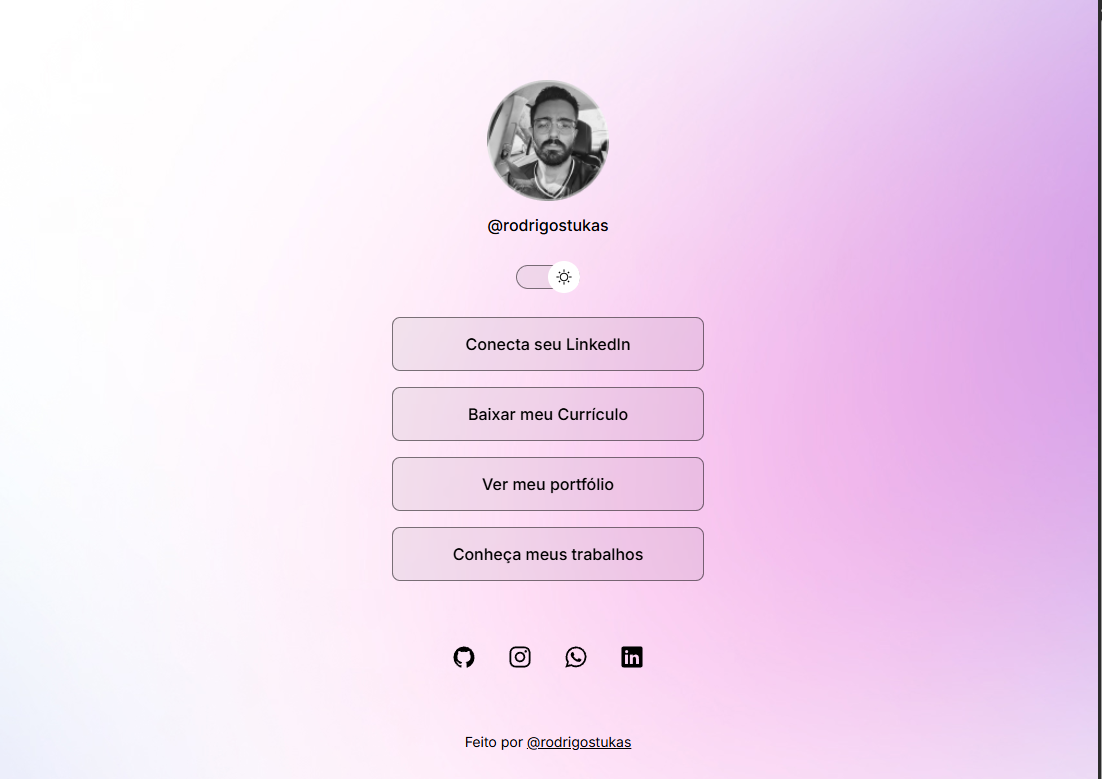 @rodrigostukas
Conecta seu LinkedIn
Baixar meu Currículo
Ver meu portfólio
Conheça meus trabalhos
Feito por @rodrigostukas